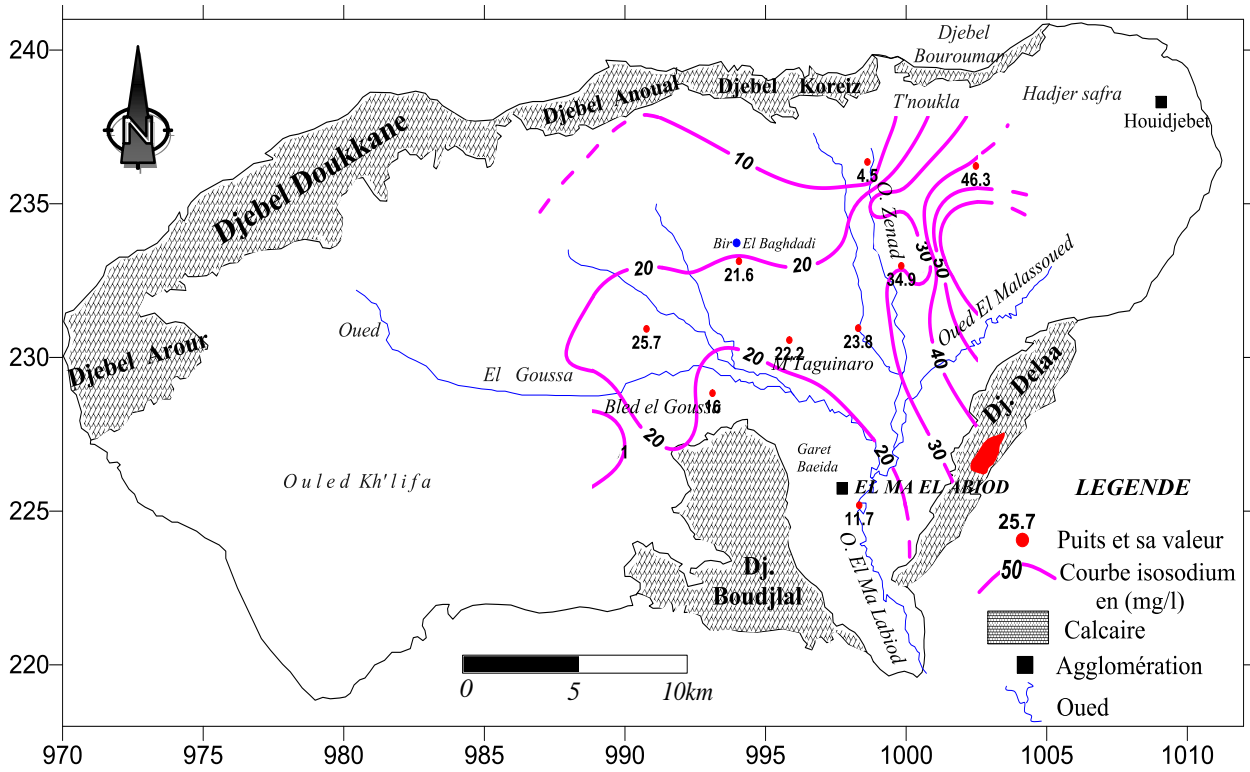 240
235
230
225
220
970
975
980
985
990
995
1000
1005
1010
N
Djebel
Bouroumar
Djebel Anoual
Djebel Koreiz
T'noukla
Hadjer safra
Houidjebet
Djebel Doukkane
10
4.5
46.3
O. Zenad
Bir El Baghdadi
20
20
21.6
30
50
34.9
Oued El Malassoued
Oued
25.7
22.2
23.8
20
M Taguinaro
40
Djebel Arour
El Goussa
Dj. Delaa
Bled el Goussa
16
20
20
30
1
Garet
Baeida
Ouled Kh'lifa
EL MA EL ABIOD
11.7
O. El Ma Labiod
Dj.
Boudjlal
0
5
10km
LEGENDE
25.7
Puits et sa valeur
50
Courbe isosodium
en (mg/l)
Calcaire
Agglomération
Oued